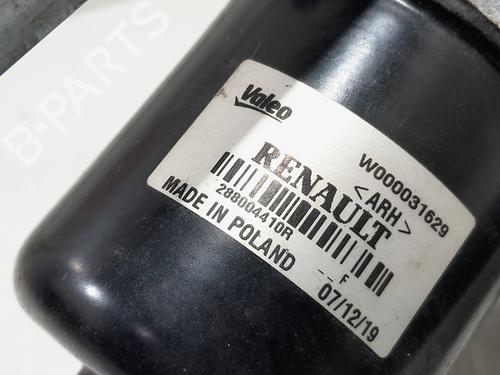 B-PARTS
Valeo
W000031629
<ARH>
RENAULT
288004410R
MADE IN POLAND
-- F
07/12/19